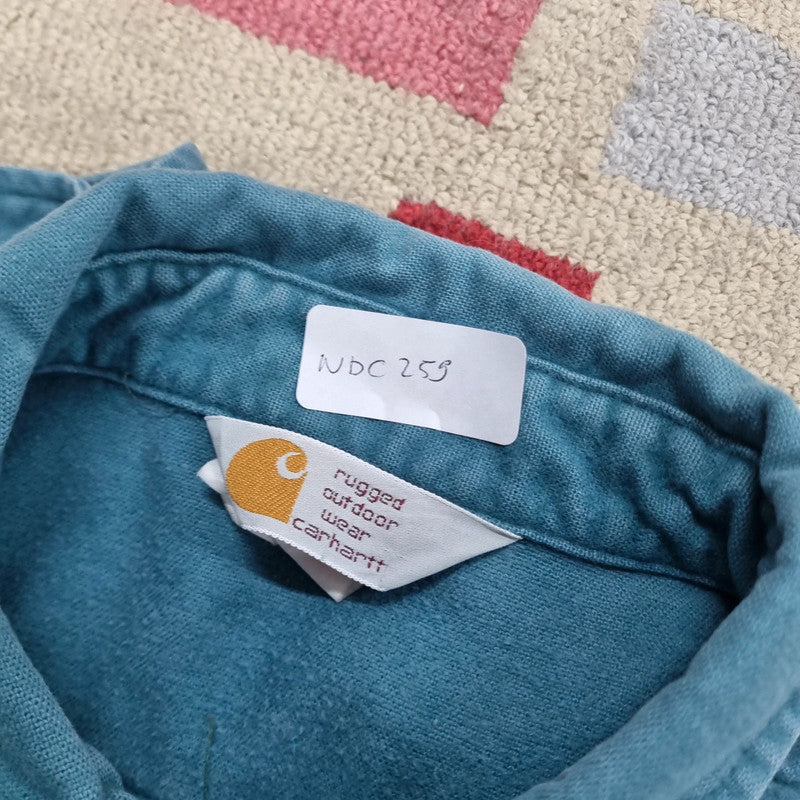 NDC 259
rugged
outdoor
wear
carhartt